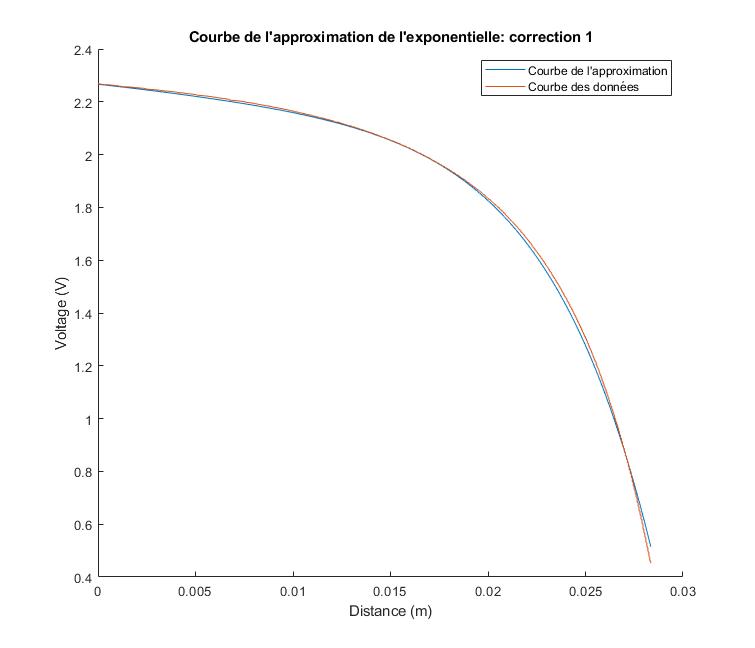 Courbe de l'approximation de l'exponentielle: correction 1
2.4
Courbe de l'approximation
Courbe des données
2.2
2
1.8
1.6
1.4
Voltage (V)
1.2
1
0.8
0.6
0.4
0 0.005 0.01 0.015 0.02 0.025 0.03
Distance (m)